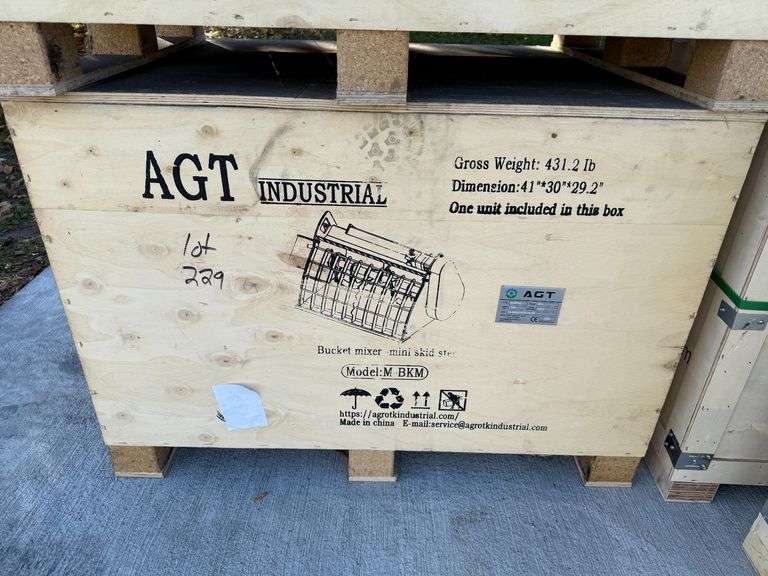 AGT INDUSTRIAL
Gross Weight: 431.2 Ib
Dimension:41"*30"*29.2"
One unit included in this box
lot
229
AGT
Bucket mixer -mini skid ste
Model:M-BKM
https://agrotkindustrial.com/
Made in china E-mail:service@agrotkindustrial.com